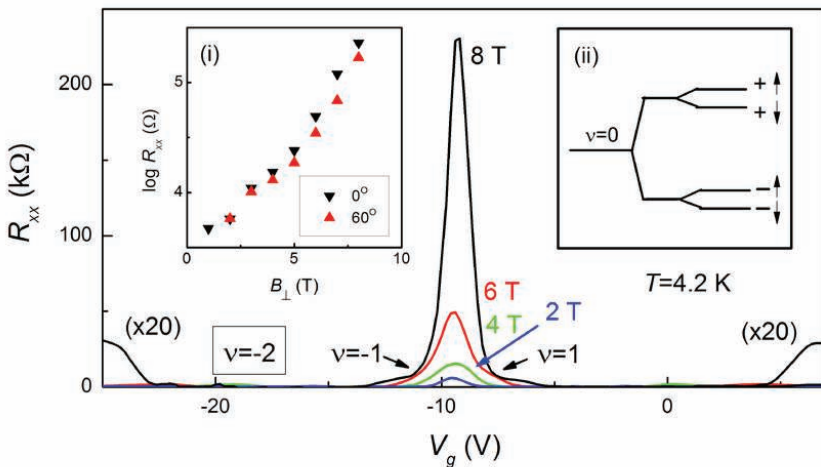 (i)
log R_xx (Ω)
5
4
0
5
10
B_⊥ (T)
0°
60°
8 T
(ii)
ν=0
+
+
−
−
T=4.2 K
6 T
4 T
2 T
(x20)
ν=-2
ν=-1
ν=1
(x20)
R_xx (kΩ)
200
100
0
-20
-10
0
V_g (V)